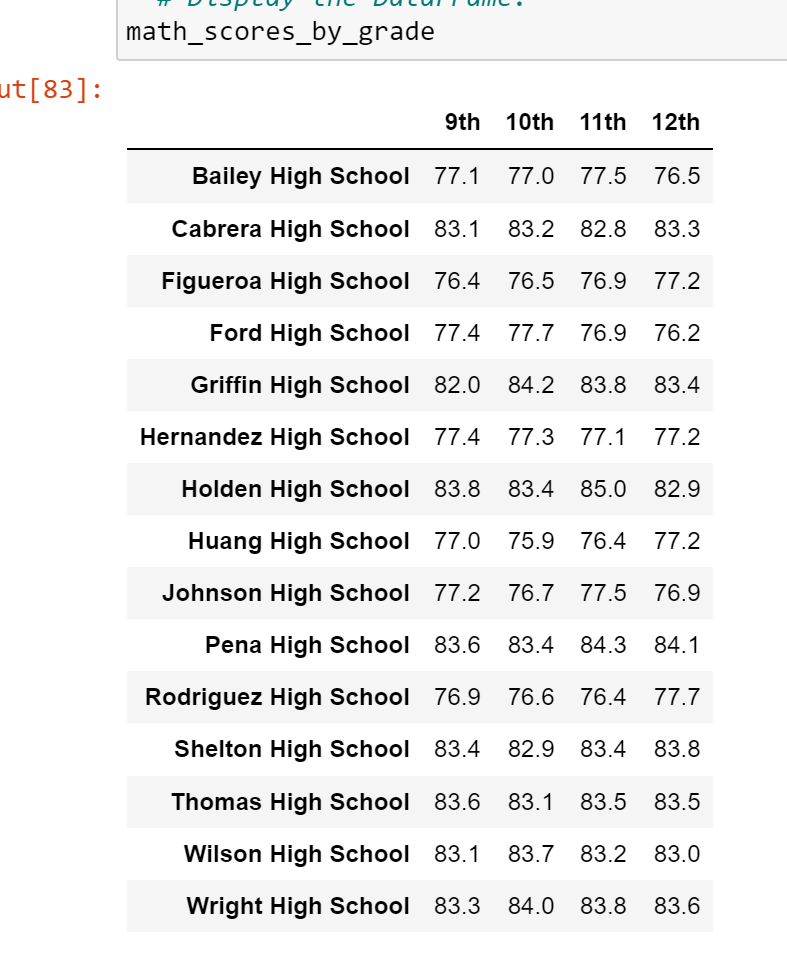 # Display the DataFrame.
math_scores_by_grade
ut[83]:
9th 10th 11th 12th
Bailey High School 77.1 77.0 77.5 76.5
Cabrera High School 83.1 83.2 82.8 83.3
Figueroa High School 76.4 76.5 76.9 77.2
Ford High School 77.4 77.7 76.9 76.2
Griffin High School 82.0 84.2 83.8 83.4
Hernandez High School 77.4 77.3 77.1 77.2
Holden High School 83.8 83.4 85.0 82.9
Huang High School 77.0 75.9 76.4 77.2
Johnson High School 77.2 76.7 77.5 76.9
Pena High School 83.6 83.4 84.3 84.1
Rodriguez High School 76.9 76.6 76.4 77.7
Shelton High School 83.4 82.9 83.4 83.8
Thomas High School 83.6 83.1 83.5 83.5
Wilson High School 83.1 83.7 83.2 83.0
Wright High School 83.3 84.0 83.8 83.6